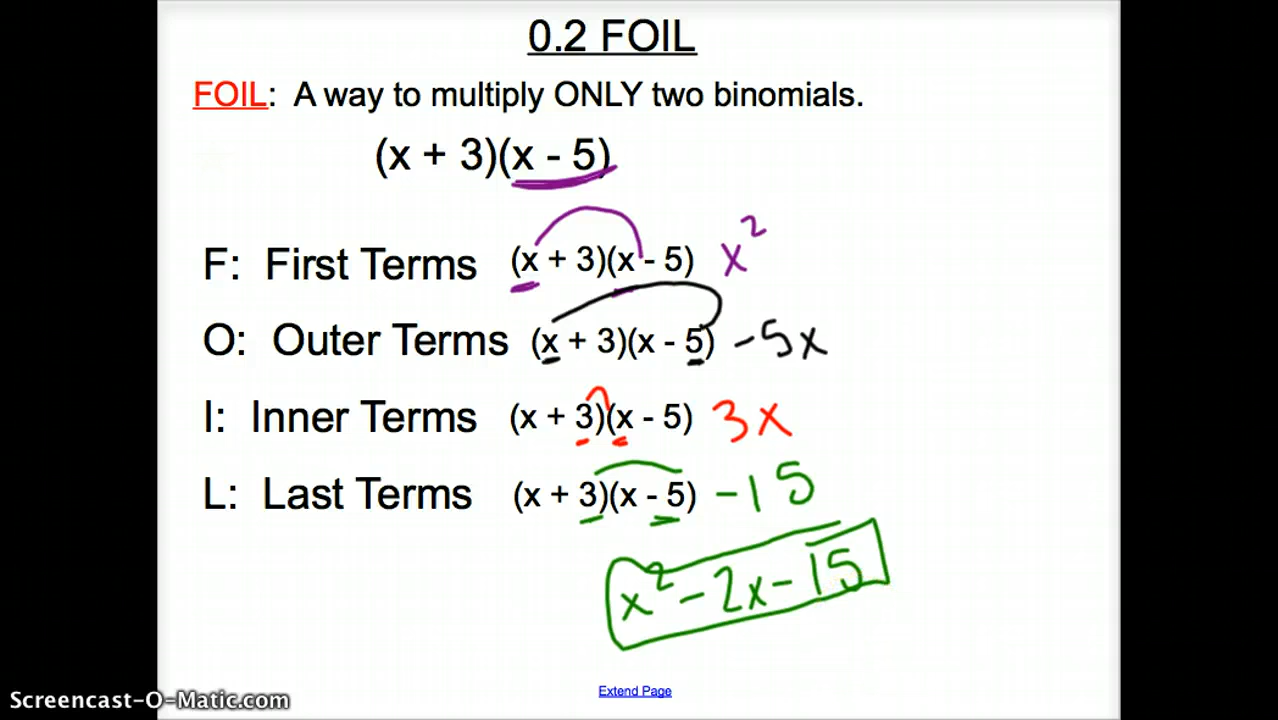 0.2 FOIL
FOIL: A way to multiply ONLY two binomials.
(x + 3)(x - 5)
F: First Terms (x + 3)(x - 5) x²
O: Outer Terms (x + 3)(x - 5) -5x
I: Inner Terms (x + 3)(x - 5) 3x
L: Last Terms (x + 3)(x - 5) -15
x² - 2x - 15
Extend Page
Screencast-O-Matic.com